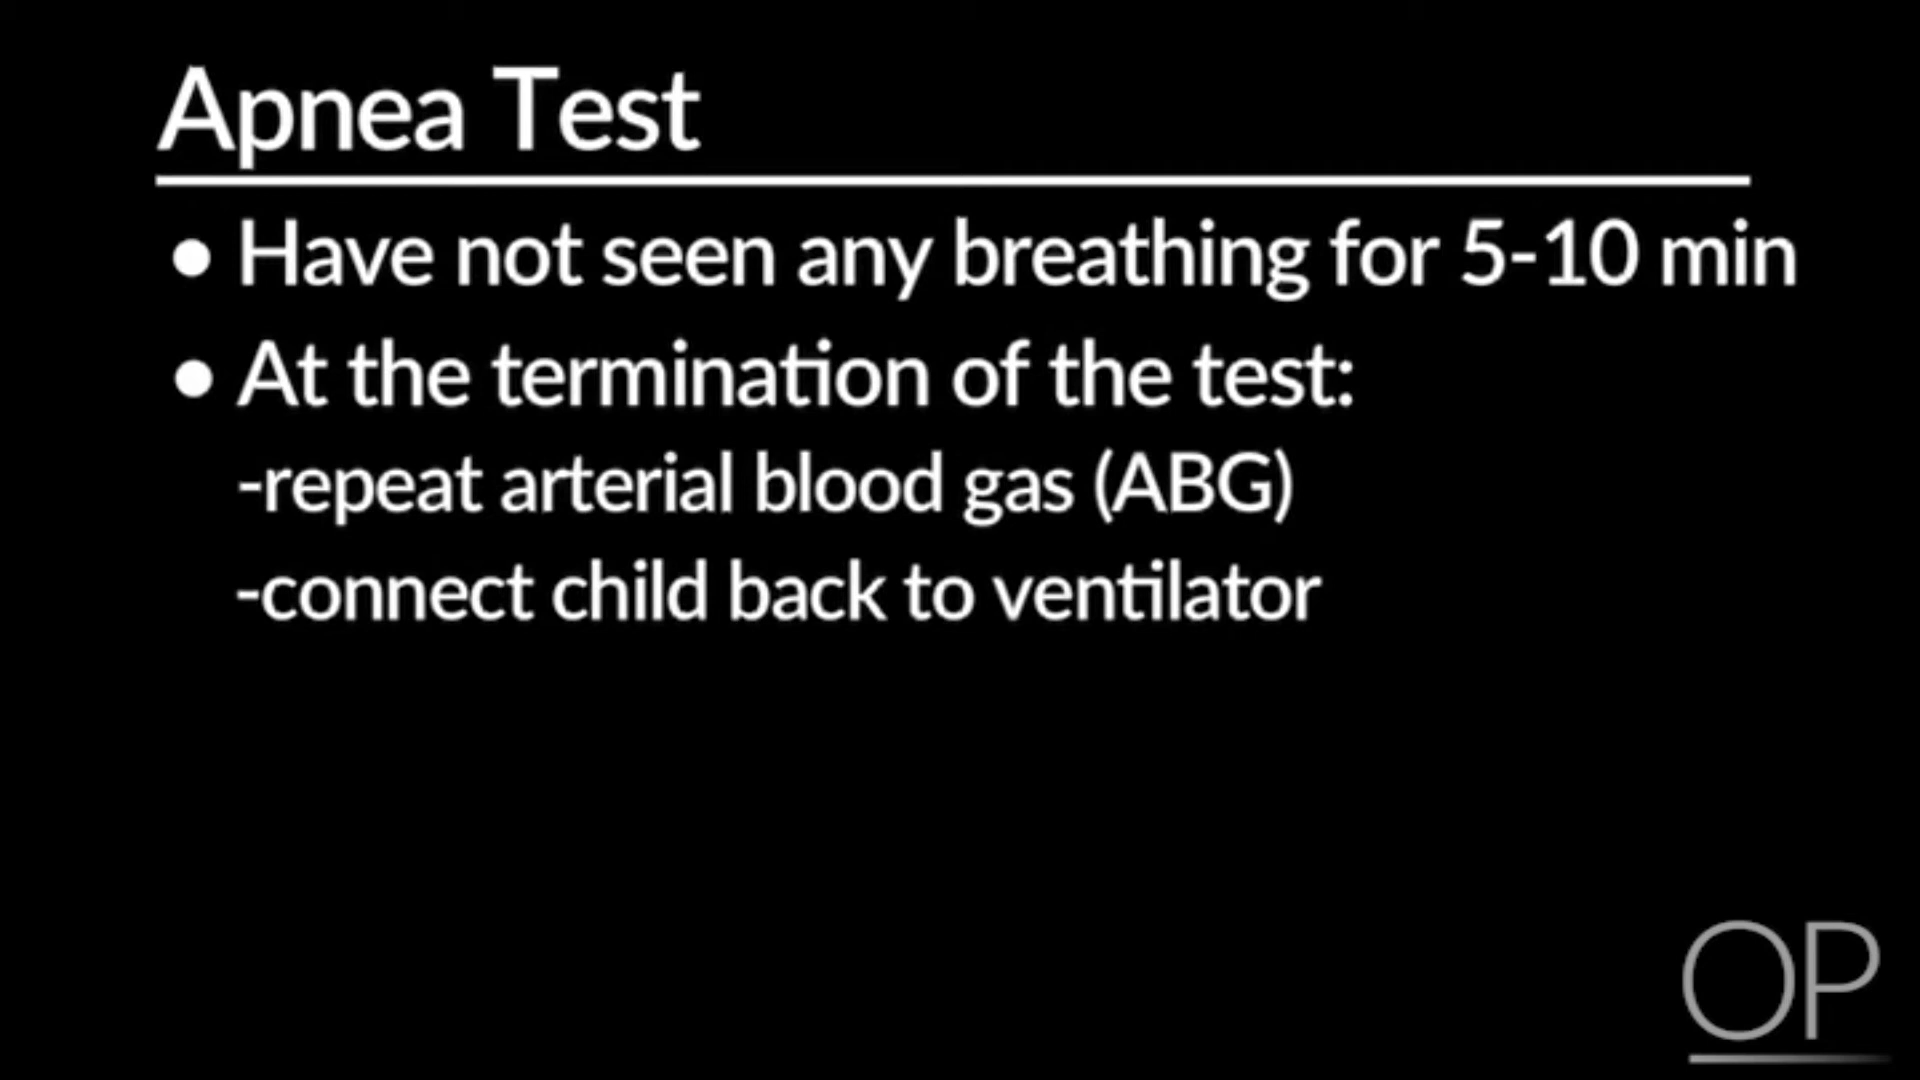 Apnea Test
• Have not seen any breathing for 5-10 min
• At the termination of the test:
-repeat arterial blood gas (ABG)
-connect child back to ventilator
OP